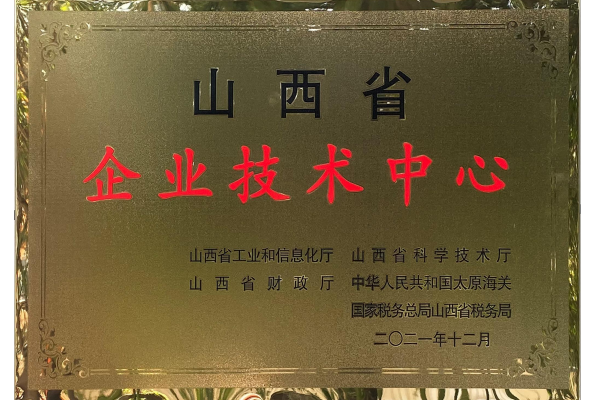 山西省
企业技术中心
山西省工业和信息化厅 山西省科学技术厅
山西省财政厅 中华人民共和国太原海关
国家税务总局山西省税务局
二〇二一年十二月